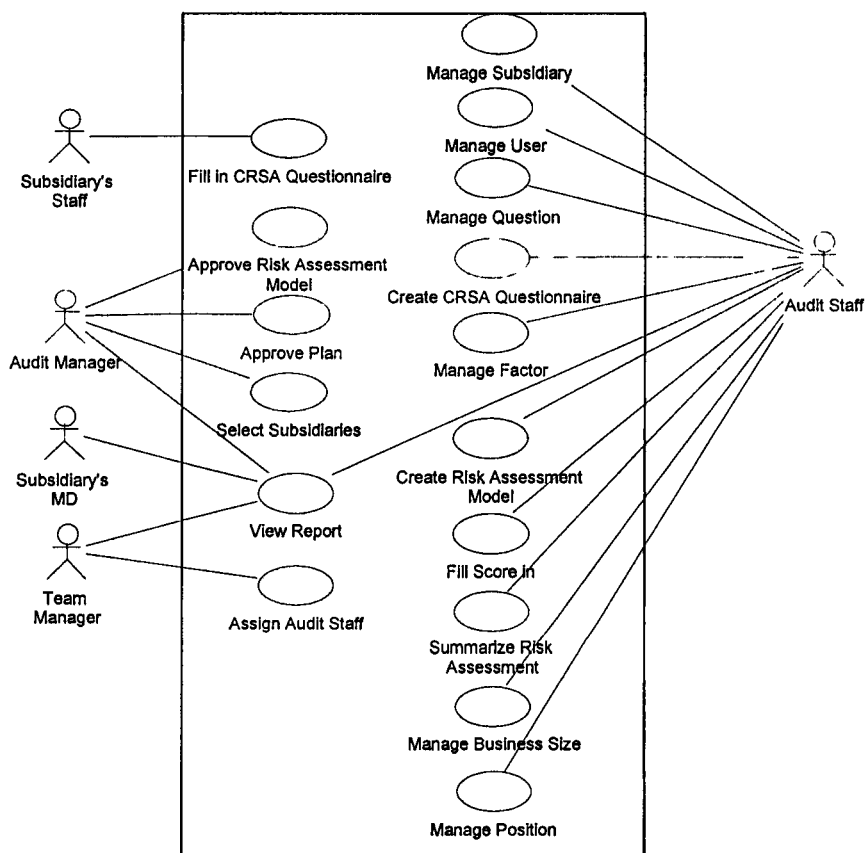 Manage Subsidiary
Manage User
Subsidiary's
Staff
Fill in CRSA Questionnaire
Manage Question
Approve Risk Assessment
Model
Create CRSA Questionnaire
Audit Staff
Audit Manager
Approve Plan
Manage Factor
Select Subsidiaries
Subsidiary's
MD
Create Risk Assessment
Model
View Report
Fill Score in
Team
Manager
Assign Audit Staff
Summarize Risk
Assessment
Manage Business Size
Manage Position